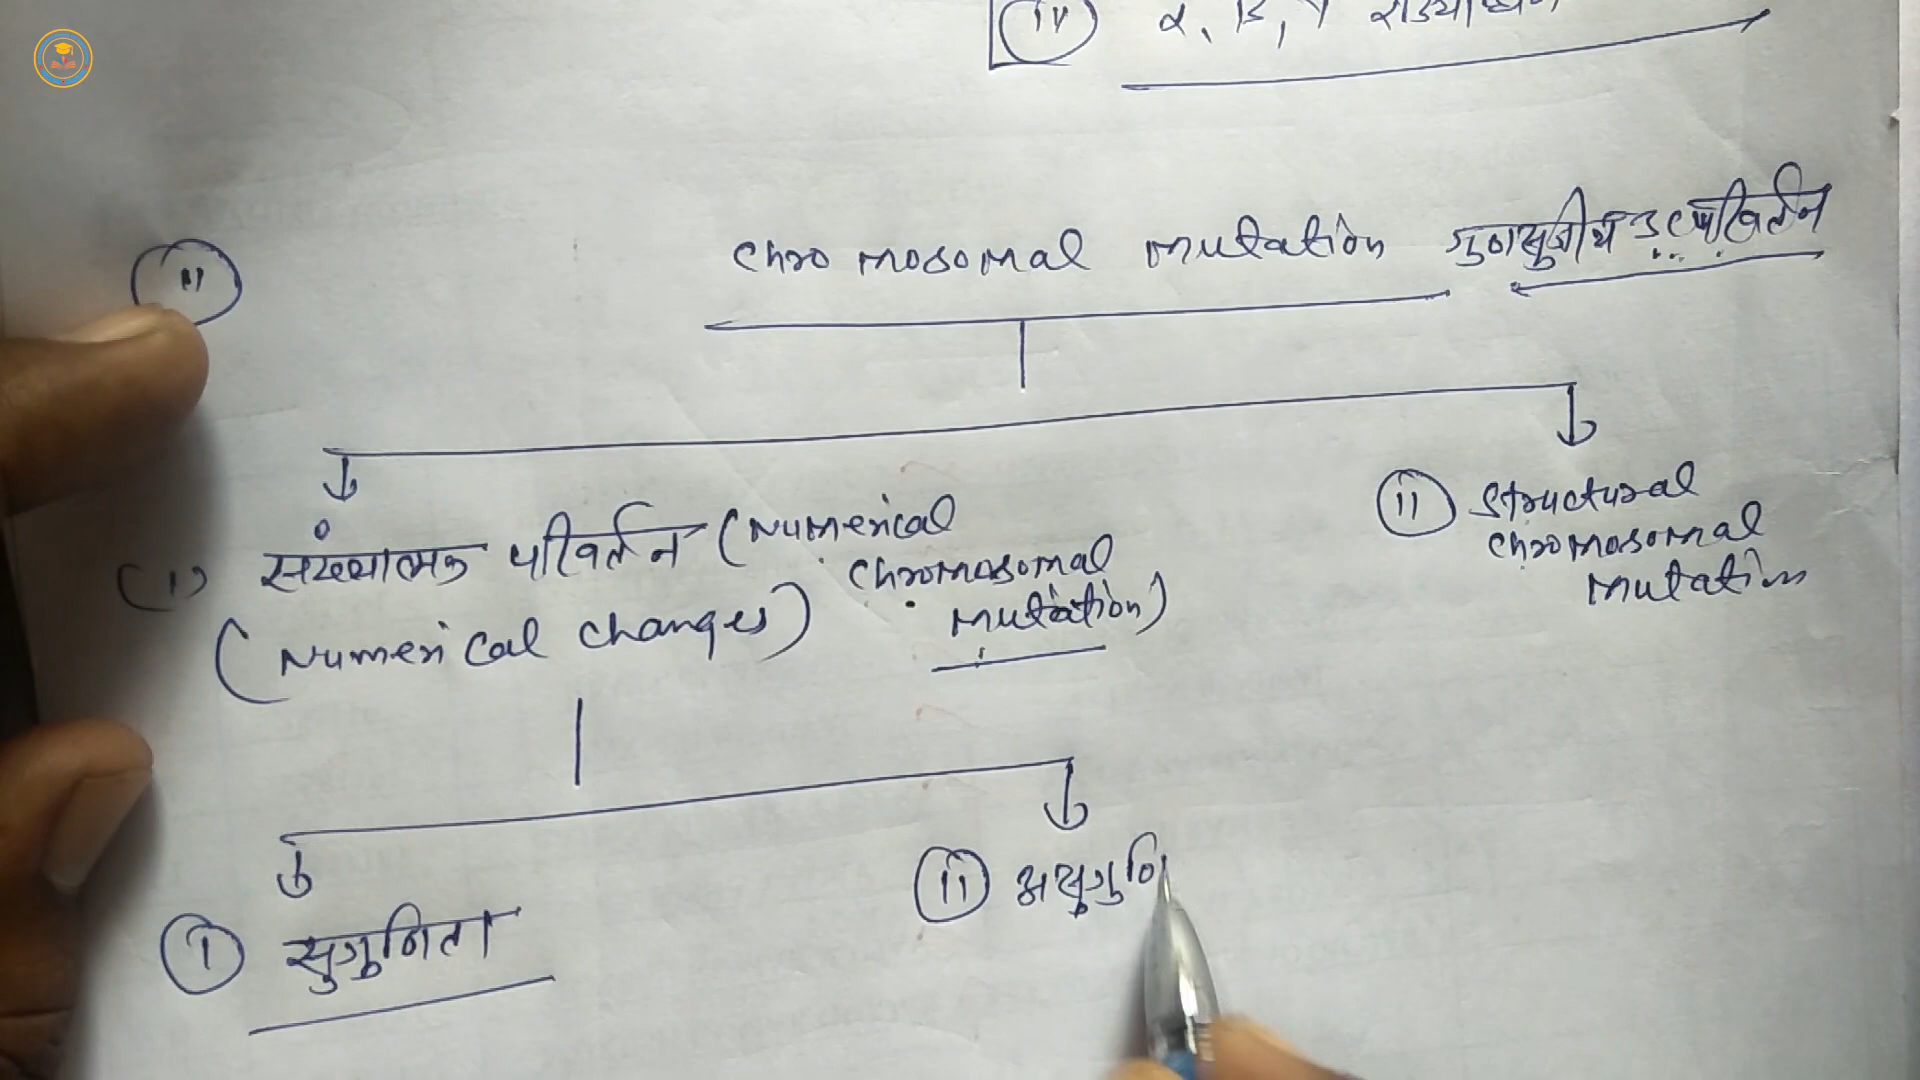 (iv) α, β, γ
(ii)
chromosomal mutation गुणसूत्रीय उत्परिवर्तन
(i) संख्यात्मक परिवर्तन (Numerical
chromosomal
mutation)
(Numerical changes)
(ii) structural
chromosomal
mutation
(i) सुगुनिता
(ii) असुगुनि